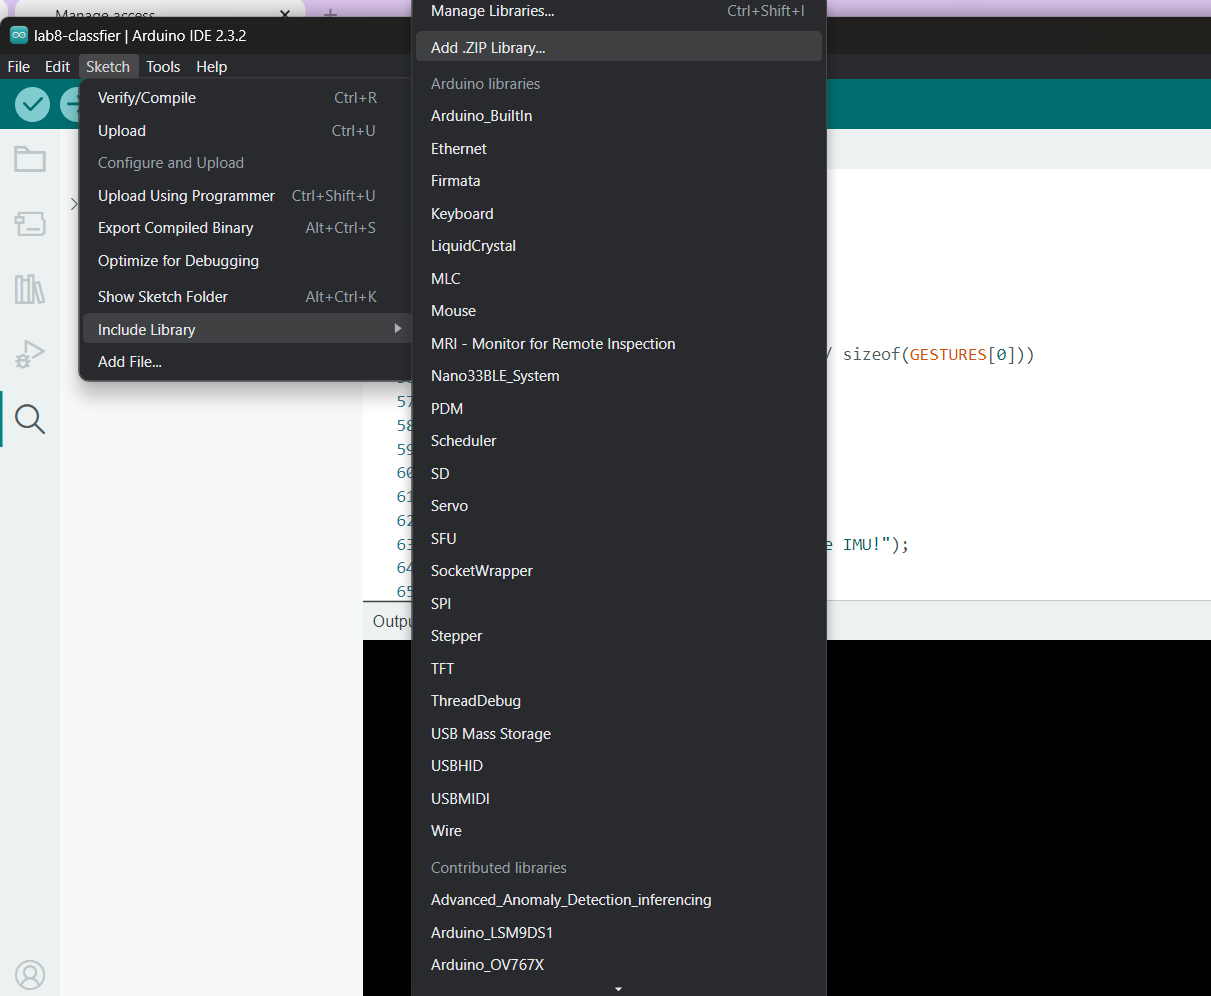 Manage access
lab8-classfier | Arduino IDE 2.3.2
File Edit Sketch Tools Help
Verify/Compile Ctrl+R
Upload Ctrl+U
Configure and Upload
Upload Using Programmer Ctrl+Shift+U
Export Compiled Binary Alt+Ctrl+S
Optimize for Debugging
Show Sketch Folder Alt+Ctrl+K
Include Library
Add File...
Manage Libraries... Ctrl+Shift+I
Add .ZIP Library...
Arduino libraries
Arduino_BuiltIn
Ethernet
Firmata
Keyboard
LiquidCrystal
MLC
Mouse
MRI - Monitor for Remote Inspection
Nano33BLE_System
PDM
Scheduler
SD
Servo
SFU
SocketWrapper
SPI
Stepper
TFT
ThreadDebug
USB Mass Storage
USBHID
USBMIDI
Wire
Contributed libraries
Advanced_Anomaly_Detection_inferencing
Arduino_LSM9DS1
Arduino_OV767X
/ sizeof(GESTURES[0]))
57
58
59
60
61
62
63 e IMU!");
64
65
Outpu